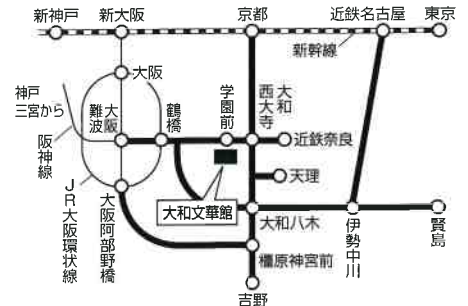 新神戸
新大阪
京都
近鉄名古屋
東京
新幹線
大阪
神戸
三宮から
阪神線
大阪
難波
鶴橋
学園前
大和
西大寺
近鉄奈良
天理
大和文華館
JR大阪環状線
大阪阿部野橋
大和八木
伊勢中川
賢島
橿原神宮前
吉野